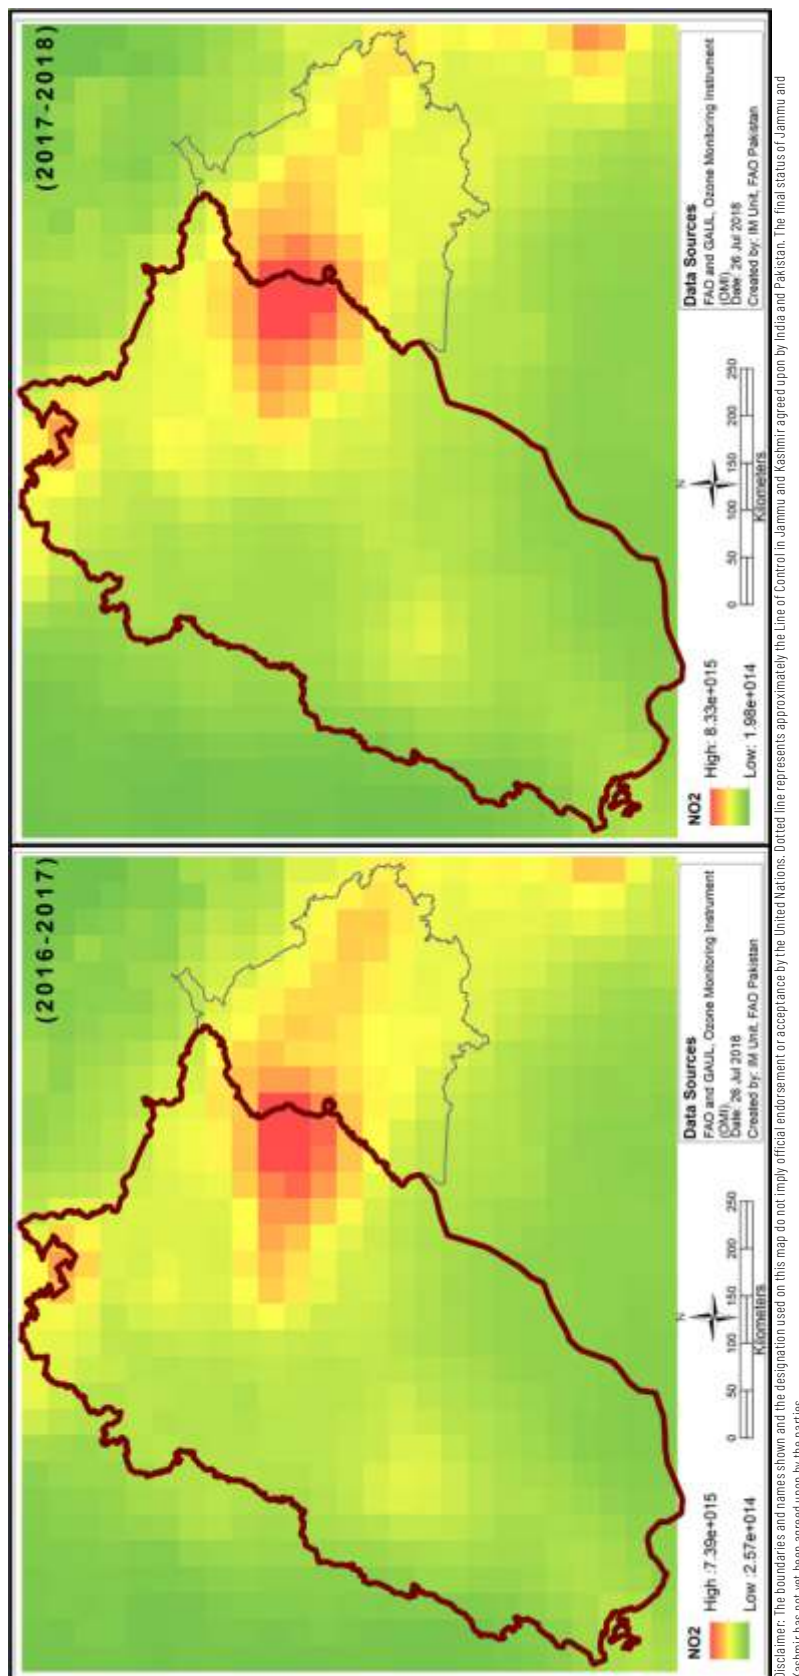 (2016-2017)
NO2
High :7.39e+015
Low :2.57e+014
N
0 50 100 150 200 250
Kilometers
Data Sources
FAO and GAUL, Ozone Monitoring Instrument
(OMI)
Date: 26 Jul 2018
Created by: IM Unit, FAO Pakistan
(2017-2018)
NO2
High: 8.33e+015
Low: 1.98e+014
N
0 50 100 150 200 250
Kilometers
Data Sources
FAO and GAUL, Ozone Monitoring Instrument
(OMI)
Date: 26 Jul 2018
Created by: IM Unit, FAO Pakistan
Disclaimer: The boundaries and names shown and the designation used on this map do not imply official endorsement or acceptance by the United Nations. Dotted line represents approximately the Line of Control in Jammu and Kashmir agreed upon by India and Pakistan. The final status of Jammu and
Kashmir has not yet been agreed upon by the parties